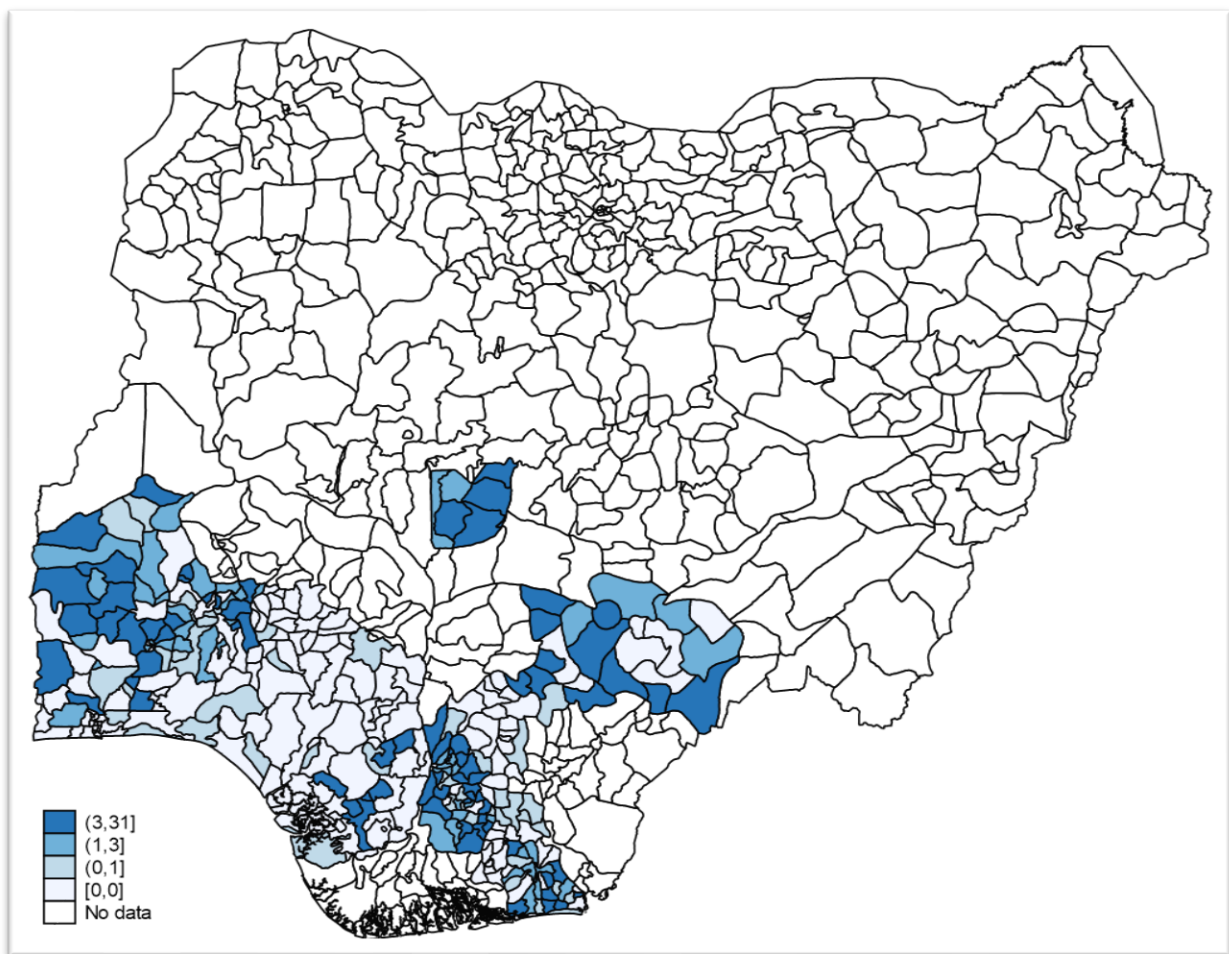 (3,31]
(1,3]
(0,1]
[0,0]
No data